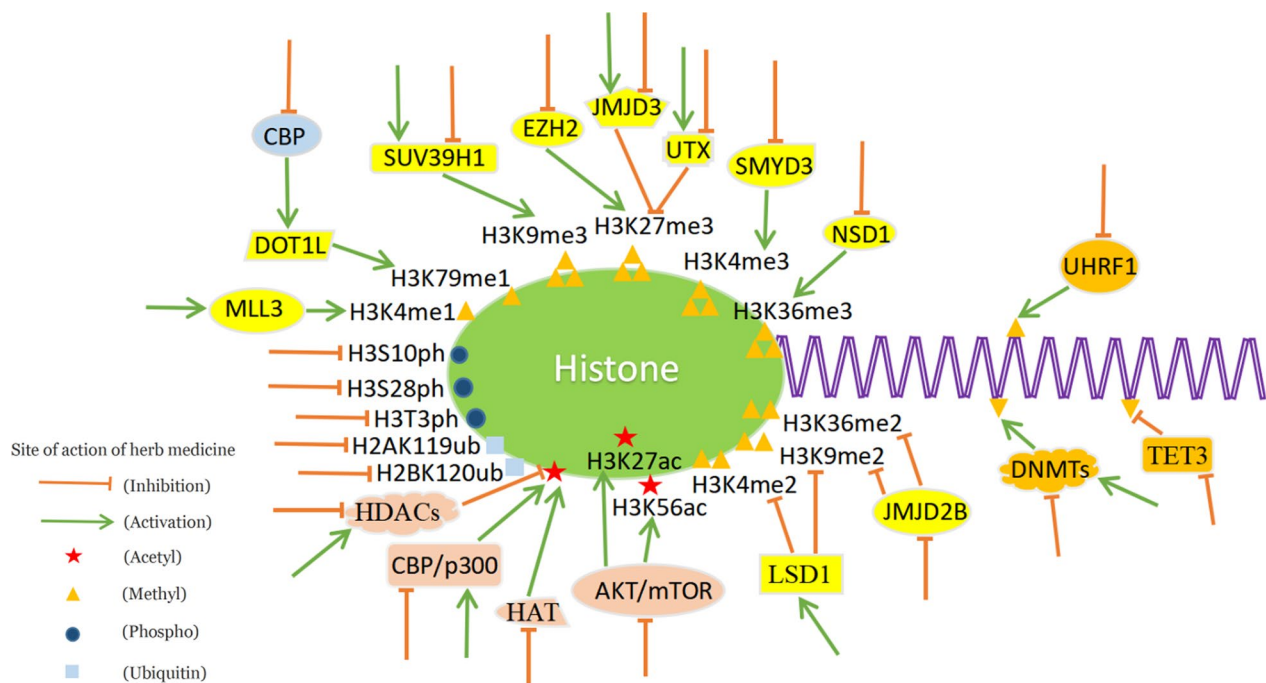 JMJD3
EZH2
CBP
UTX
SUV39H1
SMYD3
H3K27me3
H3K9me3
NSD1
DOT1L
H3K4me3
UHRF1
H3K79me1
MLL3
H3K4me1
H3K36me3
H3S10ph
Histone
H3S28ph
H3T3ph
H3K36me2
H2AK119ub
H3K27ac
H3K9me2
DNMTs
TET3
H2BK120ub
H3K4me2
HDACs
H3K56ac
JMJD2B
CBP/p300
LSD1
HAT
AKT/mTOR
Site of action of herb medicine
(Inhibition)
(Activation)
(Acetyl)
(Methyl)
(Phospho)
(Ubiquitin)